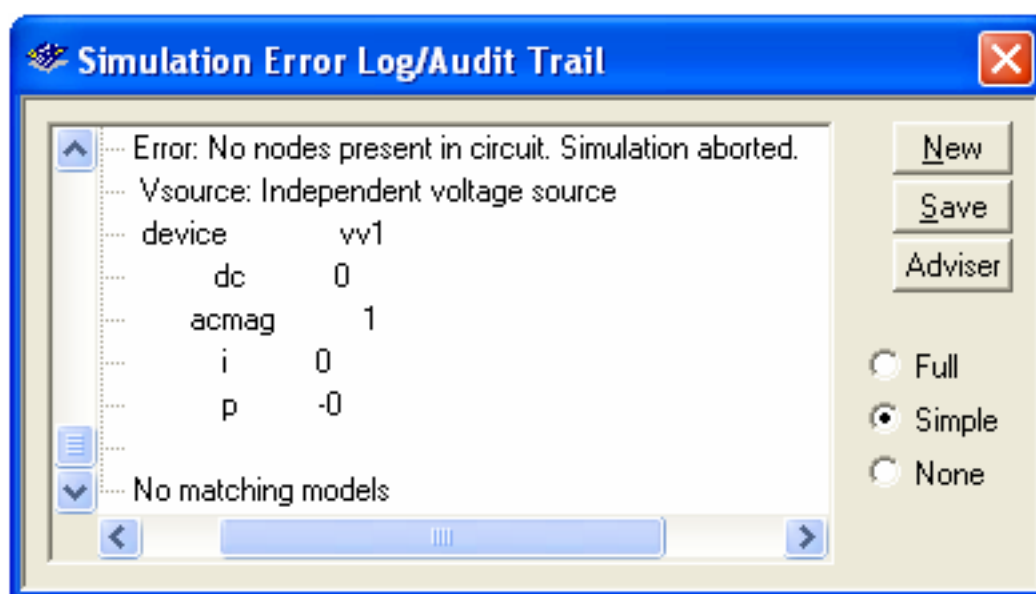 Simulation Error Log/Audit Trail
Error: No nodes present in circuit. Simulation aborted.
Vsource: Independent voltage source
device vv1
dc 0
acmag 1
i 0
p -0
No matching models
New
Save
Adviser
Full
Simple
None